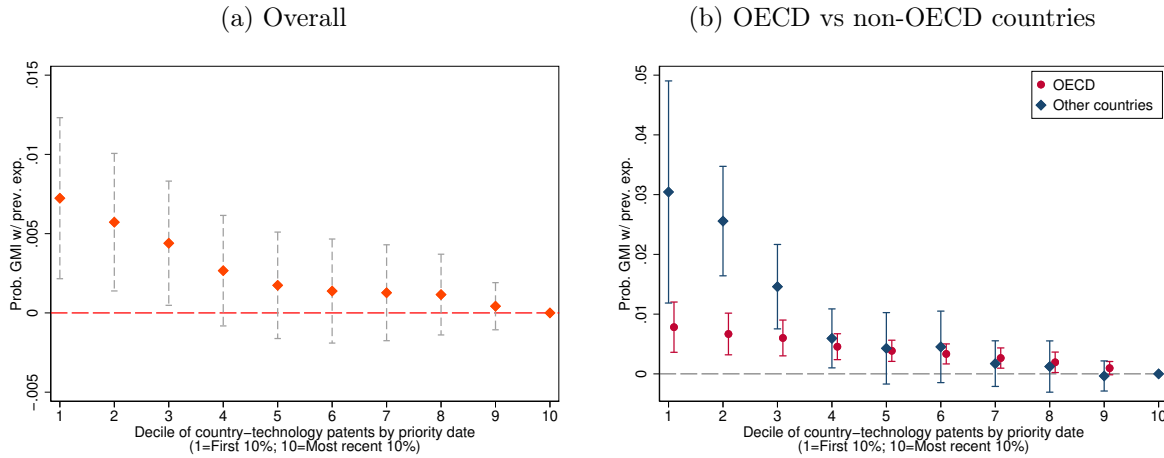 (a) Overall
Prob. GMI w/ prev. exp.
.015
.01
.005
0
-.005
1 2 3 4 5 6 7 8 9 10
Decile of country−technology patents by priority date
(1=First 10%; 10=Most recent 10%)
(b) OECD vs non-OECD countries
Prob. GMI w/ prev. exp.
.05
.04
.03
.02
.01
0
OECD
Other countries
1 2 3 4 5 6 7 8 9 10
Decile of country−technology patents by priority date
(1=First 10%; 10=Most recent 10%)